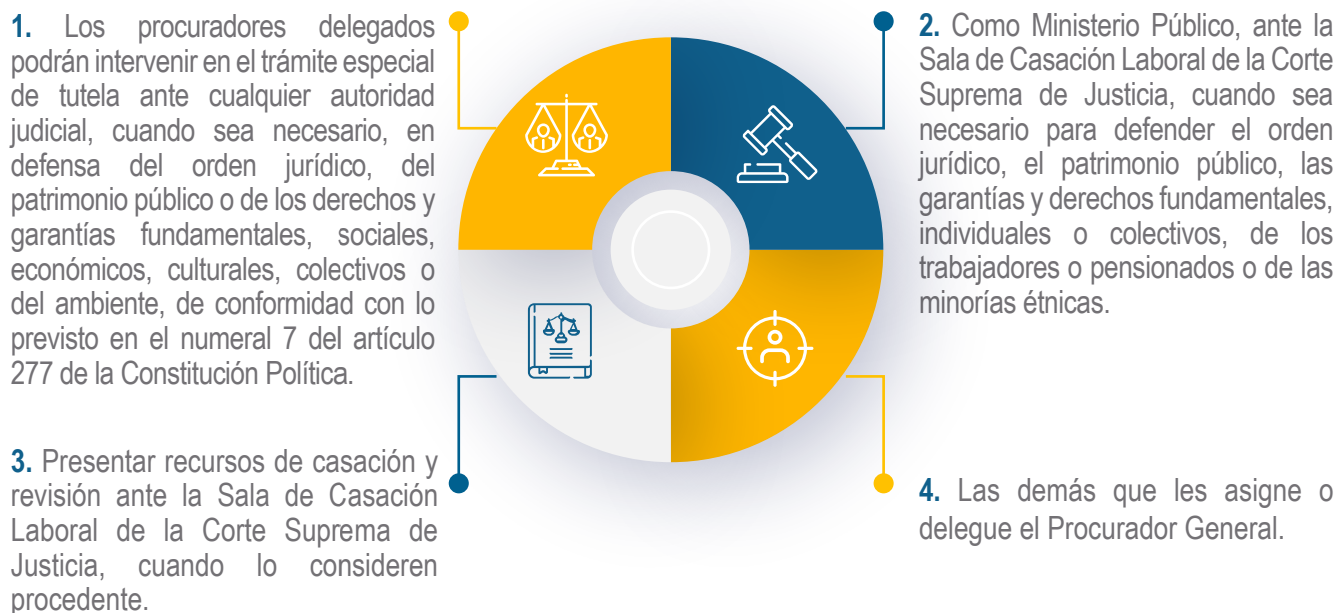 1. Los procuradores delegados
podrán intervenir en el trámite especial
de tutela ante cualquier autoridad
judicial, cuando sea necesario, en
defensa del orden jurídico, del
patrimonio público o de los derechos y
garantías fundamentales, sociales,
económicos, culturales, colectivos o
del ambiente, de conformidad con lo
previsto en el numeral 7 del artículo
277 de la Constitución Política.
2. Como Ministerio Público, ante la
Sala de Casación Laboral de la Corte
Suprema de Justicia, cuando sea
necesario para defender el orden
jurídico, el patrimonio público, las
garantías y derechos fundamentales,
individuales o colectivos, de los
trabajadores o pensionados o de las
minorías étnicas.
3. Presentar recursos de casación y
revisión ante la Sala de Casación
Laboral de la Corte Suprema de
Justicia, cuando lo consideren
procedente.
4. Las demás que les asigne o
delegue el Procurador General.